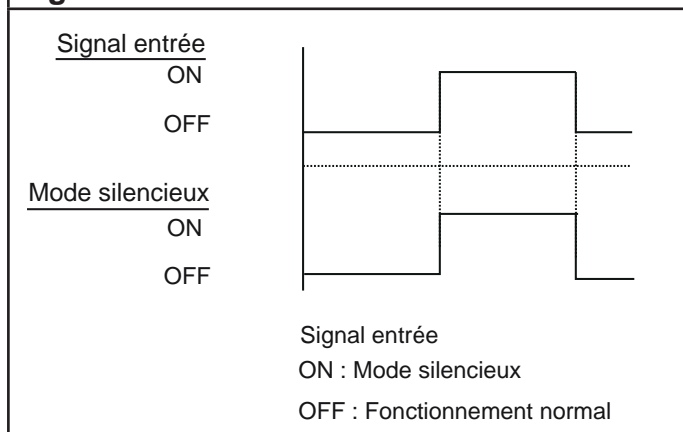 Signal entrée
ON
OFF
Mode silencieux
ON
OFF
Signal entrée
ON : Mode silencieux
OFF : Fonctionnement normal